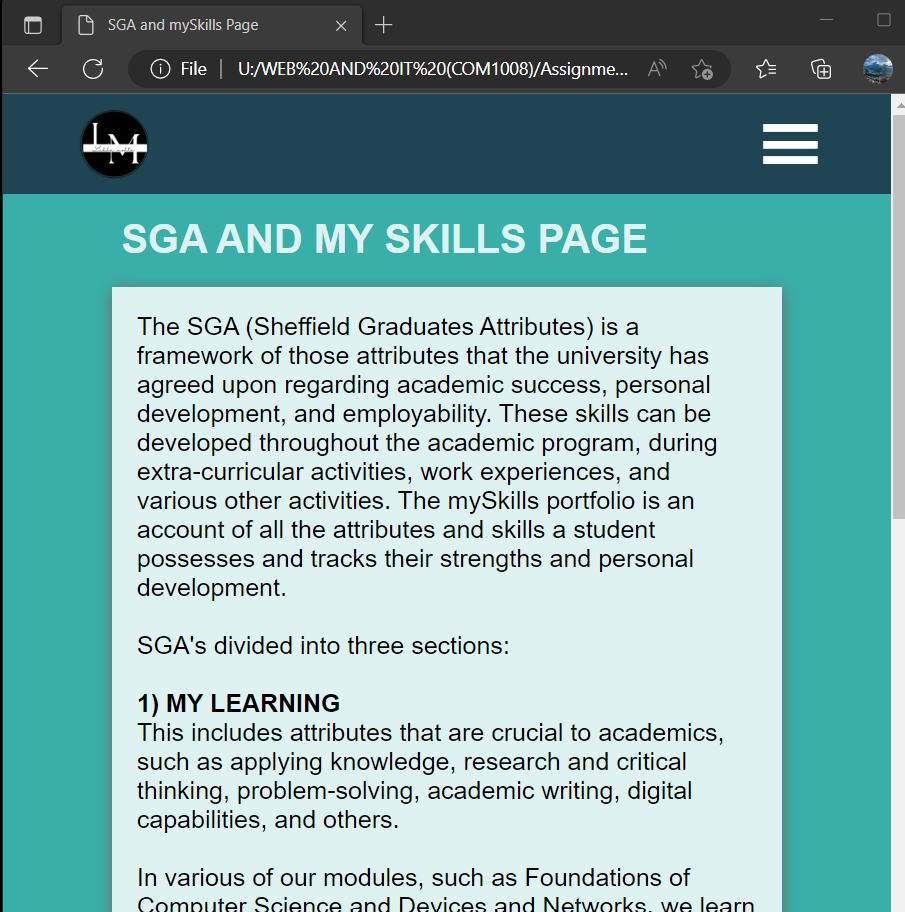 SGA and mySkills Page
File
U:/WEB%20AND%20IT%20(COM1008)/Assignme...
LM
SGA AND MY SKILLS PAGE
The SGA (Sheffield Graduates Attributes) is a
framework of those attributes that the university has
agreed upon regarding academic success, personal
development, and employability. These skills can be
developed throughout the academic program, during
extra-curricular activities, work experiences, and
various other activities. The mySkills portfolio is an
account of all the attributes and skills a student
possesses and tracks their strengths and personal
development.
SGA's divided into three sections:
1) MY LEARNING
This includes attributes that are crucial to academics,
such as applying knowledge, research and critical
thinking, problem-solving, academic writing, digital
capabilities, and others.
In various of our modules, such as Foundations of
Computer Science and Devices and Networks, we learn